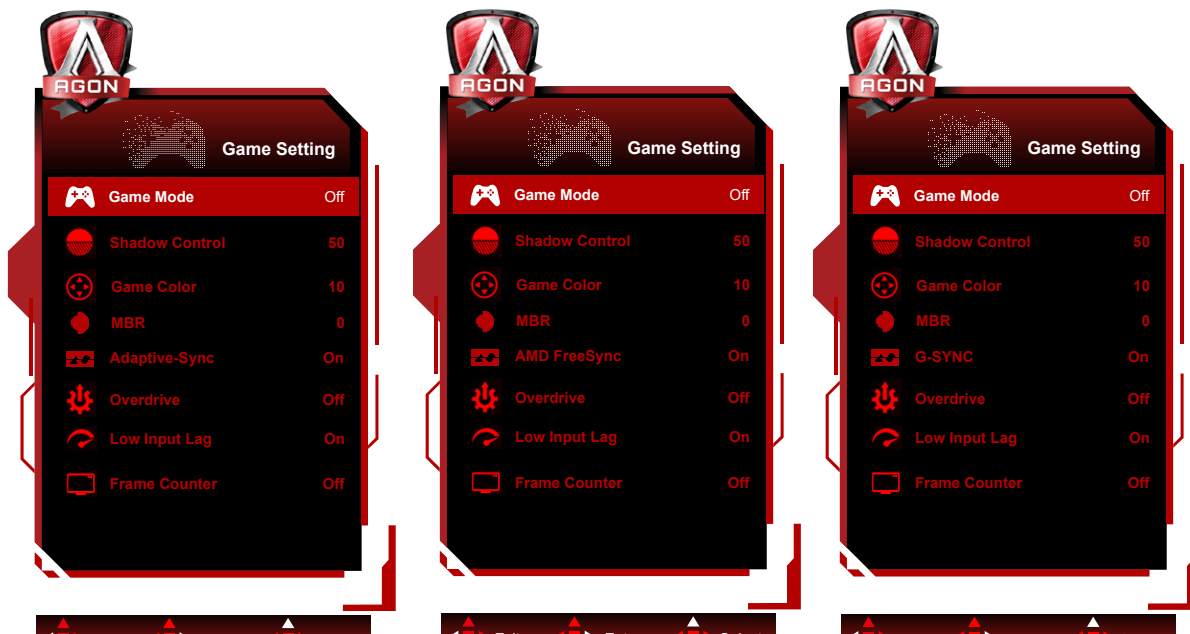 AGON
Game Setting
Game Mode Off
Shadow Control 50
Game Color 10
MBR 0
Adaptive-Sync On
Overdrive Off
Low Input Lag On
Frame Counter Off
AGON
Game Setting
Game Mode Off
Shadow Control 50
Game Color 10
MBR 0
AMD FreeSync On
Overdrive Off
Low Input Lag On
Frame Counter Off
AGON
Game Setting
Game Mode Off
Shadow Control 50
Game Color 10
MBR 0
G-SYNC On
Overdrive Off
Low Input Lag On
Frame Counter Off